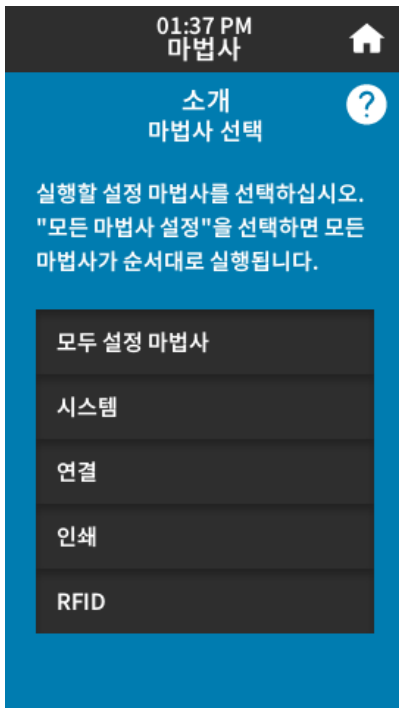 01:37 PM
마법사
소개
?
마법사 선택
실행할 설정 마법사를 선택하십시오.
"모든 마법사 설정"을 선택하면 모든
마법사가 순서대로 실행됩니다.
모두 설정 마법사
시스템
연결
인쇄
RFID